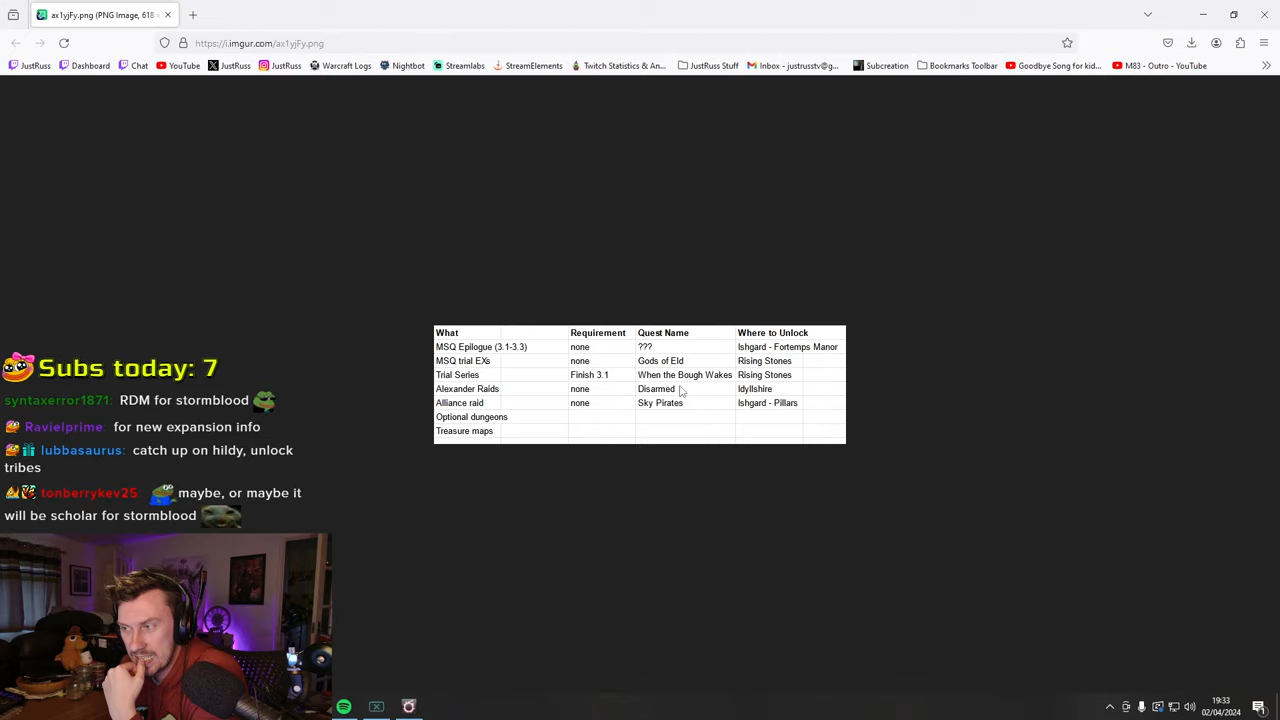 ax1yjFy.png (PNG Image, 618 x
https://i.imgur.com/ax1yjFy.png
JustRuss
Dashboard
Chat
YouTube
JustRuss
JustRuss
Warcraft Logs
Nightbot
Streamlabs
StreamElements
Twitch Statistics & An...
JustRuss Stuff
Inbox - justrusstv@g...
Subcreation
Bookmarks Toolbar
Goodbye Song for kid...
M83 - Outro - YouTube
What Requirement Quest Name Where to Unlock
MSQ Epilogue (3.1-3.3) none ??? Ishgard - Fortemps Manor
MSQ trial EXs none Gods of Eld Rising Stones
Trial Series Finish 3.1 When the Bough Wakes Rising Stones
Alexander Raids none Disarmed Idyllshire
Alliance raid none Sky Pirates Ishgard - Pillars
Optional dungeons
Treasure maps
Subs today: 7
syntaxerror1871: RDM for stormblood
Ravielprime: for new expansion info
lubbasaurus: catch up on hildy, unlock
tribes
tonberrykev25: maybe, or maybe it
will be scholar for stormblood
19:33
02/04/2024